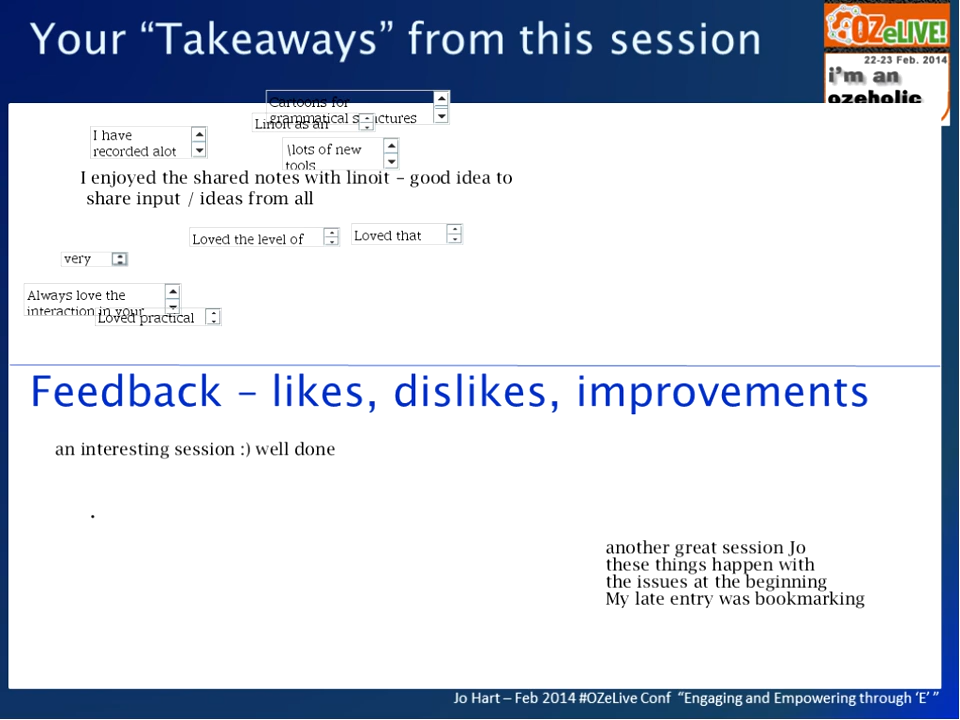 Your “Takeaways” from this session
OZeLIVE!
22-23 Feb. 2014
i'm an
ozeholic
Cartoons for
grammatical structures
Linoit as an
I have
recorded alot
\lots of new
tools
I enjoyed the shared notes with linoit – good idea to
share input / ideas from all
Loved the level of
Loved that
very
Always love the
interaction in your
Loved practical
Feedback – likes, dislikes, improvements
an interesting session :) well done
.
another great session Jo
these things happen with
the issues at the beginning
My late entry was bookmarking
Jo Hart – Feb 2014 #OZeLive Conf “Engaging and Empowering through ‘E’ ”